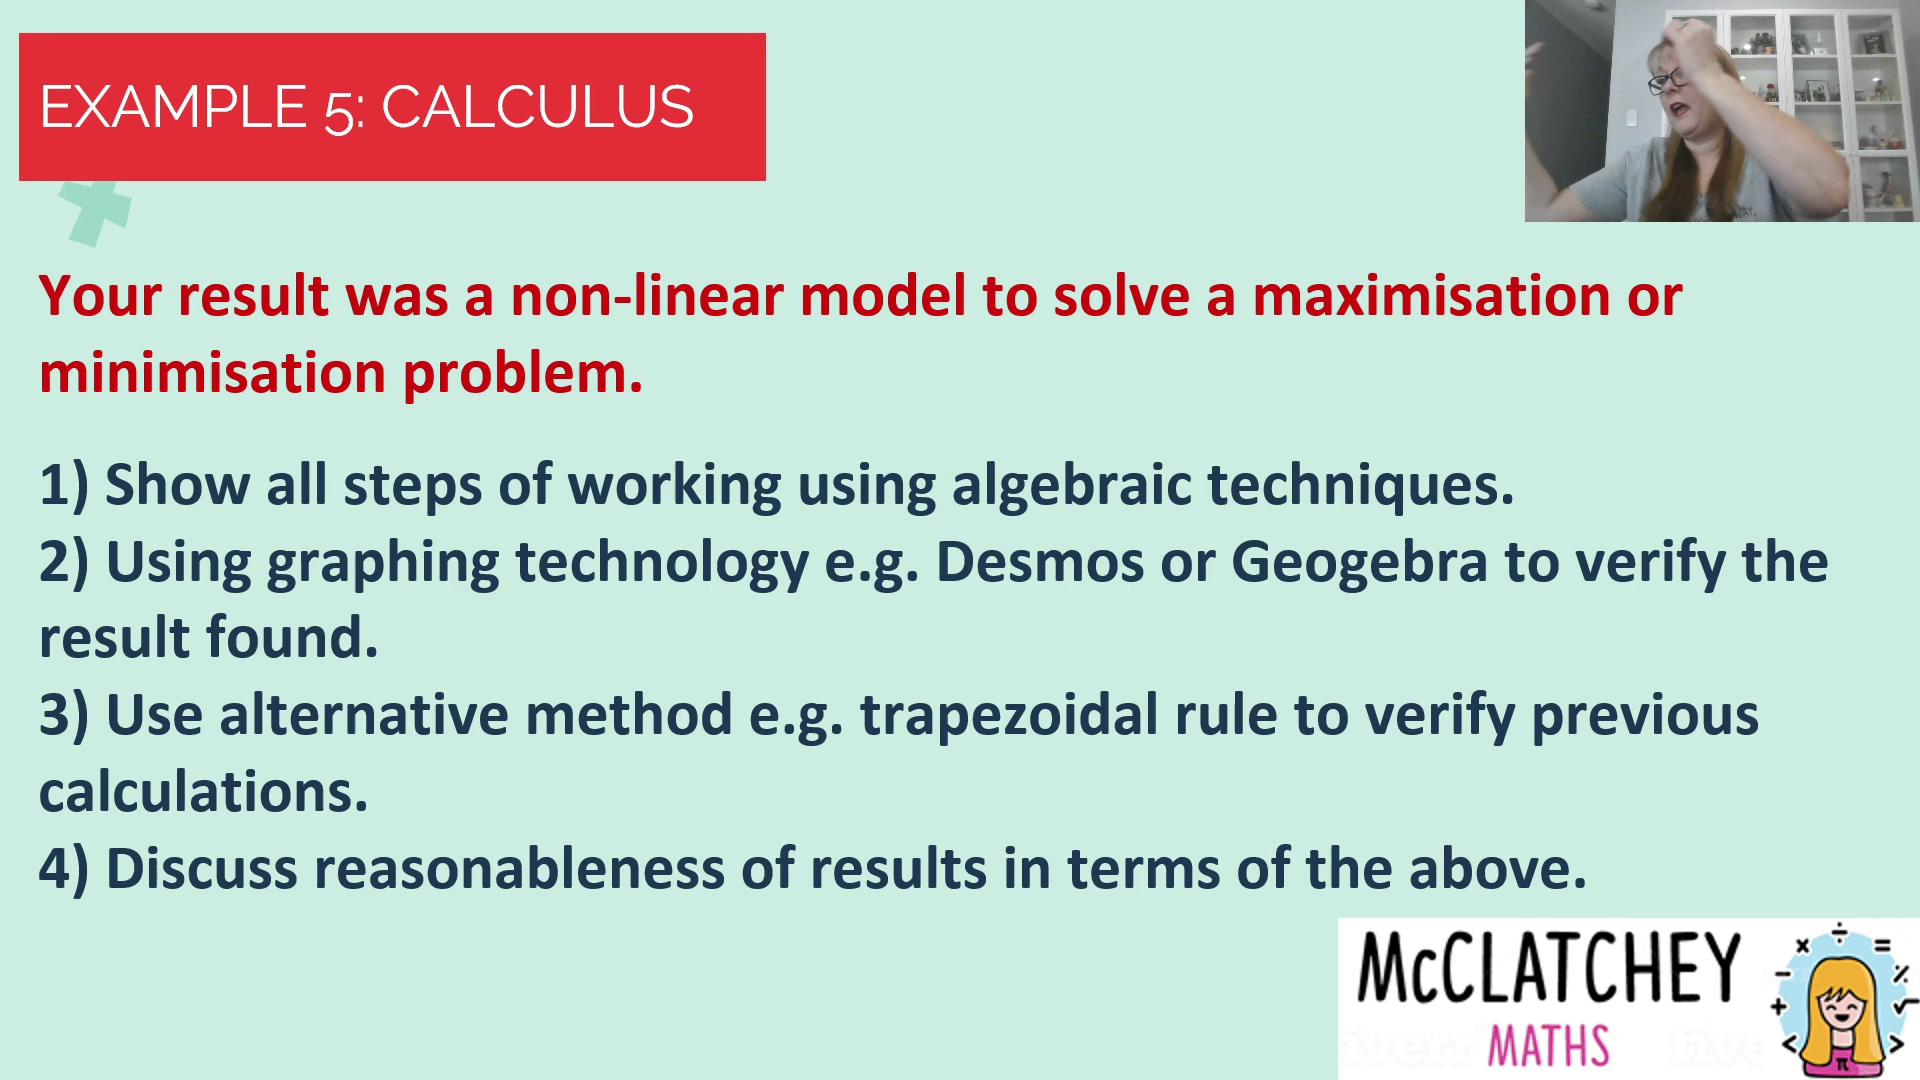 EXAMPLE 5: CALCULUS
Your result was a non-linear model to solve a maximisation or
minimisation problem.
1) Show all steps of working using algebraic techniques.
2) Using graphing technology e.g. Desmos or Geogebra to verify the
result found.
3) Use alternative method e.g. trapezoidal rule to verify previous
calculations.
4) Discuss reasonableness of results in terms of the above.
McCLATCHEY
MATHS